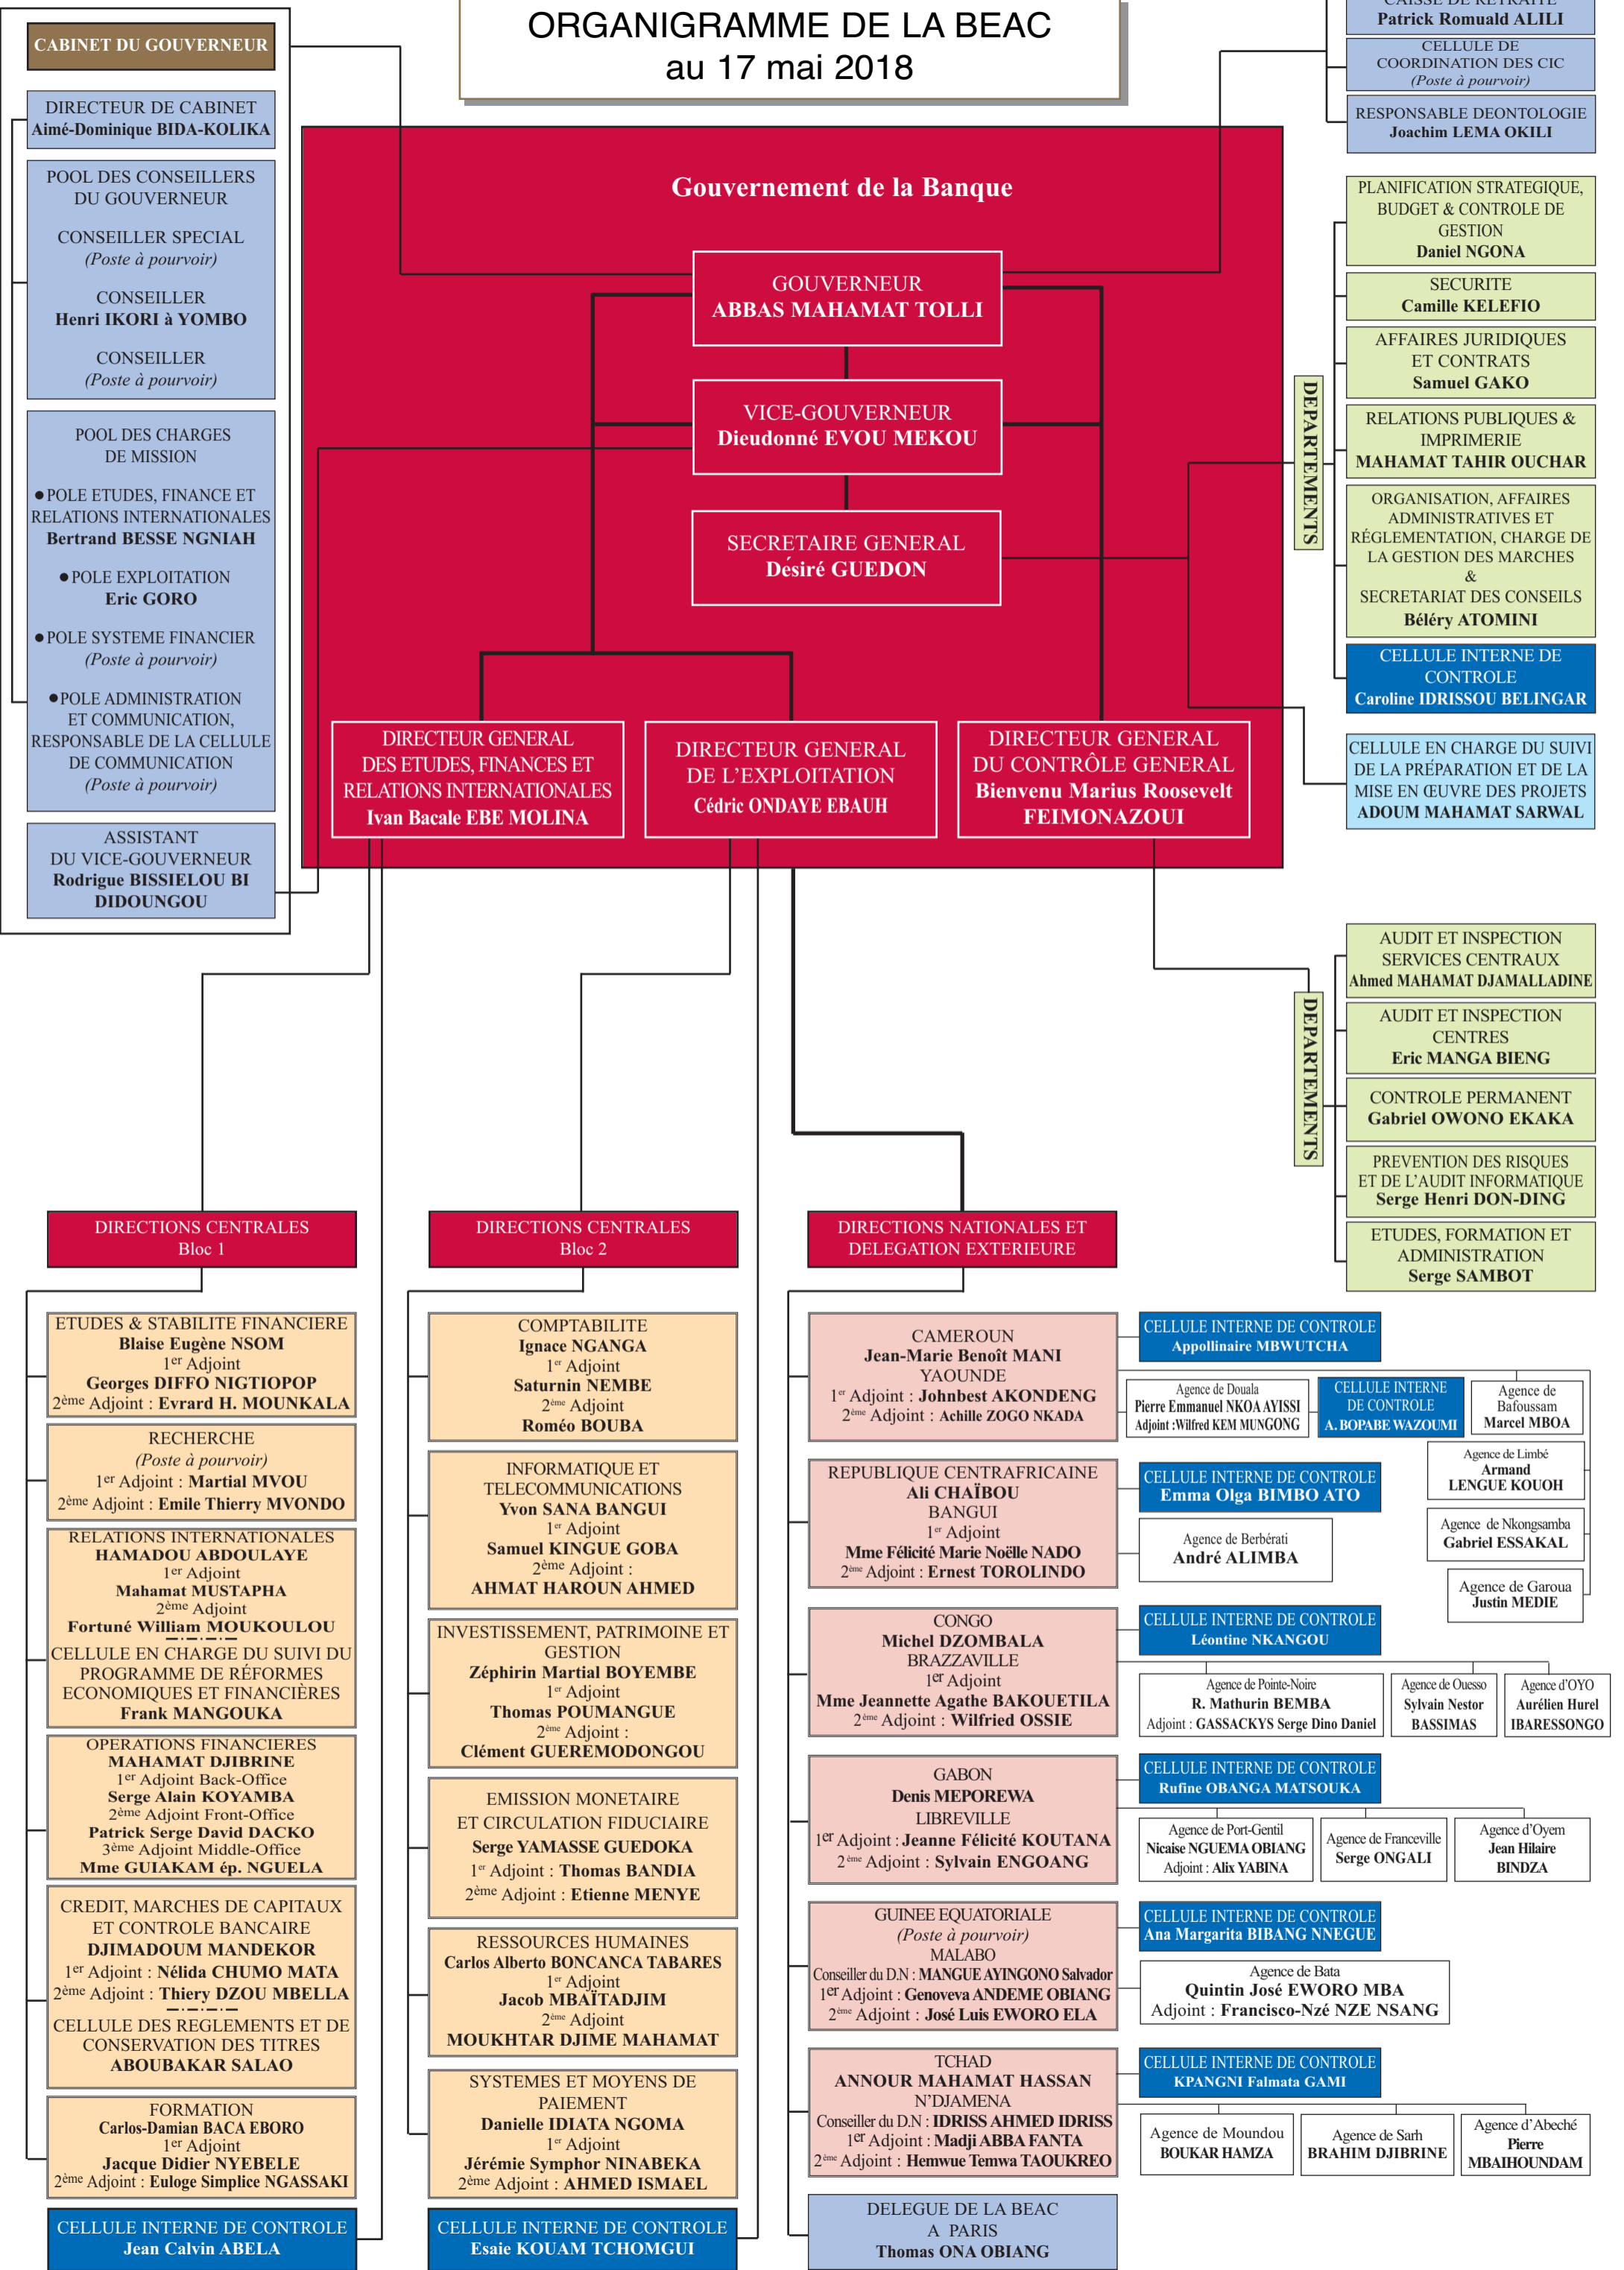 ORGANIGRAMME DE LA BEAC
au 17 mai 2018
CABINET DU GOUVERNEUR
DIRECTEUR DE CABINET
Aimé-Dominique BIDA-KOLIKA
POOL DES CONSEILLERS
DU GOUVERNEUR
CONSEILLER SPECIAL
(Poste à pourvoir)
CONSEILLER
Henri IKORI à YOMBO
CONSEILLER
(Poste à pourvoir)
POOL DES CHARGES
DE MISSION
●POLE ETUDES, FINANCE ET
RELATIONS INTERNATIONALES
Bertrand BESSE NGNIAH
●POLE EXPLOITATION
Eric GORO
●POLE SYSTEME FINANCIER
(Poste à pourvoir)
●POLE ADMINISTRATION
ET COMMUNICATION,
RESPONSABLE DE LA CELLULE
DE COMMUNICATION
(Poste à pourvoir)
ASSISTANT
DU VICE-GOUVERNEUR
Rodrigue BISSIELOU BI
DIDOUNGOU
Gouvernement de la Banque
GOUVERNEUR
ABBAS MAHAMAT TOLLI
VICE-GOUVERNEUR
Dieudonné EVOU MEKOU
SECRETAIRE GENERAL
Désiré GUEDON
DIRECTEUR GENERAL
DES ETUDES, FINANCES ET
RELATIONS INTERNATIONALES
Ivan Bacale EBE MOLINA
DIRECTEUR GENERAL
DE L'EXPLOITATION
Cédric ONDAYE EBAUH
DIRECTEUR GENERAL
DU CONTRÔLE GENERAL
Bienvenu Marius Roosevelt
FEIMONAZOUI
CAISSE DE RETRAITE
Patrick Romuald ALILI
CELLULE DE
COORDINATION DES CIC
(Poste à pourvoir)
RESPONSABLE DEONTOLOGIE
Joachim LEMA OKILI
DEPARTEMENTS
PLANIFICATION STRATEGIQUE,
BUDGET & CONTROLE DE
GESTION
Daniel NGONA
SECURITE
Camille KELEFIO
AFFAIRES JURIDIQUES
ET CONTRATS
Samuel GAKO
RELATIONS PUBLIQUES &
IMPRIMERIE
MAHAMAT TAHIR OUCHAR
ORGANISATION, AFFAIRES
ADMINISTRATIVES ET
RÉGLEMENTATION, CHARGE DE
LA GESTION DES MARCHES
&
SECRETARIAT DES CONSEILS
Béléry ATOMINI
CELLULE INTERNE DE
CONTROLE
Caroline IDRISSOU BELINGAR
CELLULE EN CHARGE DU SUIVI
DE LA PRÉPARATION ET DE LA
MISE EN ŒUVRE DES PROJETS
ADOUM MAHAMAT SARWAL
DEPARTEMENTS
AUDIT ET INSPECTION
SERVICES CENTRAUX
Ahmed MAHAMAT DJAMALLADINE
AUDIT ET INSPECTION
CENTRES
Eric MANGA BIENG
CONTROLE PERMANENT
Gabriel OWONO EKAKA
PREVENTION DES RISQUES
ET DE L'AUDIT INFORMATIQUE
Serge Henri DON-DING
ETUDES, FORMATION ET
ADMINISTRATION
Serge SAMBOT
DIRECTIONS CENTRALES
Bloc 1
ETUDES & STABILITE FINANCIERE
Blaise Eugène NSOM
1er Adjoint
Georges DIFFO NIGTIOPOP
2ème Adjoint : Evrard H. MOUNKALA
RECHERCHE
(Poste à pourvoir)
1er Adjoint : Martial MVOU
2ème Adjoint : Emile Thierry MVONDO
RELATIONS INTERNATIONALES
HAMADOU ABDOULAYE
1er Adjoint
Mahamat MUSTAPHA
2ème Adjoint
Fortuné William MOUKOULOU
CELLULE EN CHARGE DU SUIVI DU
PROGRAMME DE RÉFORMES
ECONOMIQUES ET FINANCIÈRES
Frank MANGOUKA
OPERATIONS FINANCIERES
MAHAMAT DJIBRINE
1er Adjoint Back-Office
Serge Alain KOYAMBA
2ème Adjoint Front-Office
Patrick Serge David DACKO
3ème Adjoint Middle-Office
Mme GUIAKAM ép. NGUELA
CREDIT, MARCHES DE CAPITAUX
ET CONTROLE BANCAIRE
DJIMADOUM MANDEKOR
1er Adjoint : Nélida CHUMO MATA
2ème Adjoint : Thiery DZOU MBELLA
CELLULE DES REGLEMENTS ET DE
CONSERVATION DES TITRES
ABOUBAKAR SALAO
FORMATION
Carlos-Damian BACA EBORO
1er Adjoint
Jacque Didier NYEBELE
2ème Adjoint : Euloge Simplice NGASSAKI
CELLULE INTERNE DE CONTROLE
Jean Calvin ABELA
DIRECTIONS CENTRALES
Bloc 2
COMPTABILITE
Ignace NGANGA
1er Adjoint
Saturnin NEMBE
2ème Adjoint
Roméo BOUBA
INFORMATIQUE ET
TELECOMMUNICATIONS
Yvon SANA BANGUI
1er Adjoint
Samuel KINGUE GOBA
2ème Adjoint :
AHMAT HAROUN AHMED
INVESTISSEMENT, PATRIMOINE ET
GESTION
Zéphirin Martial BOYEMBE
1er Adjoint
Thomas POUMANGUE
2ème Adjoint :
Clément GUEREMODONGOU
EMISSION MONETAIRE
ET CIRCULATION FIDUCIAIRE
Serge YAMASSE GUEDOKA
1er Adjoint : Thomas BANDIA
2ème Adjoint : Etienne MENYE
RESSOURCES HUMAINES
Carlos Alberto BONCANCA TABARES
1er Adjoint
Jacob MBAÏTADJIM
2ème Adjoint
MOUKHTAR DJIME MAHAMAT
SYSTEMES ET MOYENS DE
PAIEMENT
Danielle IDIATA NGOMA
1er Adjoint
Jérémie Symphor NINABEKA
2ème Adjoint : AHMED ISMAEL
CELLULE INTERNE DE CONTROLE
Esaie KOUAM TCHOMGUI
DIRECTIONS NATIONALES ET
DELEGATION EXTERIEURE
CAMEROUN
Jean-Marie Benoît MANI
YAOUNDE
1er Adjoint : Johnbest AKONDENG
2ème Adjoint : Achille ZOGO NKADA
CELLULE INTERNE DE CONTROLE
Appollinaire MBWUTCHA
Agence de Douala
Pierre Emmanuel NKOA AYISSI
Adjoint :Wilfred KEM MUNGONG
CELLULE INTERNE
DE CONTROLE
A. BOPABE WAZOUMI
Agence de
Bafoussam
Marcel MBOA
Agence de Limbé
Armand
LENGUE KOUOH
Agence de Nkongsamba
Gabriel ESSAKAL
Agence de Garoua
Justin MEDIE
REPUBLIQUE CENTRAFRICAINE
Ali CHAÏBOU
BANGUI
1er Adjoint
Mme Félicité Marie Noëlle NADO
2ème Adjoint : Ernest TOROLINDO
CELLULE INTERNE DE CONTROLE
Emma Olga BIMBO ATO
Agence de Berbérati
André ALIMBA
CONGO
Michel DZOMBALA
BRAZZAVILLE
1er Adjoint
Mme Jeannette Agathe BAKOUETILA
2ème Adjoint : Wilfried OSSIE
CELLULE INTERNE DE CONTROLE
Léontine NKANGOU
Agence de Pointe-Noire
R. Mathurin BEMBA
Adjoint : GASSACKYS Serge Dino Daniel
Agence de Ouesso
Sylvain Nestor
BASSIMAS
Agence d'OYO
Aurélien Hurel
IBARESSONGO
GABON
Denis MEPOREWA
LIBREVILLE
1er Adjoint : Jeanne Félicité KOUTANA
2ème Adjoint : Sylvain ENGOANG
CELLULE INTERNE DE CONTROLE
Rufine OBANGA MATSOUKA
Agence de Port-Gentil
Nicaise NGUEMA OBIANG
Adjoint : Alix YABINA
Agence de Franceville
Serge ONGALI
Agence d'Oyem
Jean Hilaire
BINDZA
GUINEE EQUATORIALE
(Poste à pourvoir)
MALABO
Conseiller du D.N : MANGUE AYINGONO Salvador
1er Adjoint : Genoveva ANDEME OBIANG
2ème Adjoint : José Luis EWORO ELA
CELLULE INTERNE DE CONTROLE
Ana Margarita BIBANG NNEGUE
Agence de Bata
Quintin José EWORO MBA
Adjoint : Francisco-Nzé NZE NSANG
TCHAD
ANNOUR MAHAMAT HASSAN
N'DJAMENA
Conseiller du D.N : IDRISS AHMED IDRISS
1er Adjoint : Madji ABBA FANTA
2ème Adjoint : Hemwue Temwa TAOUKREO
CELLULE INTERNE DE CONTROLE
KPANGNI Falmata GAMI
Agence de Moundou
BOUKAR HAMZA
Agence de Sarh
BRAHIM DJIBRINE
Agence d'Abeché
Pierre
MBAIHOUNDAM
DELEGUE DE LA BEAC
A PARIS
Thomas ONA OBIANG